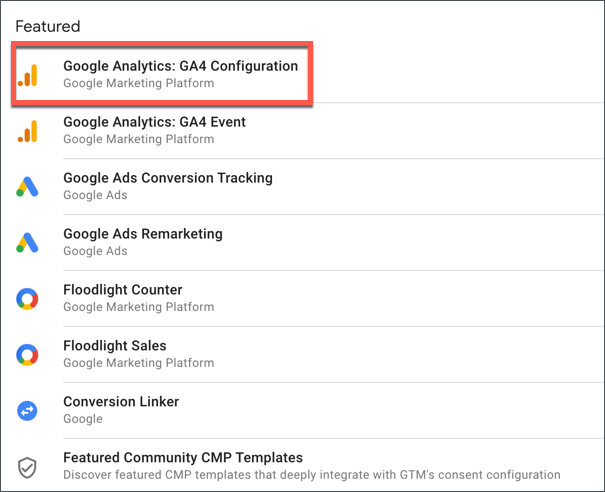 Featured
Google Analytics: GA4 Configuration
Google Marketing Platform
Google Analytics: GA4 Event
Google Marketing Platform
Google Ads Conversion Tracking
Google Ads
Google Ads Remarketing
Google Ads
Floodlight Counter
Google Marketing Platform
Floodlight Sales
Google Marketing Platform
Conversion Linker
Google
Featured Community CMP Templates
Discover featured CMP templates that deeply integrate with GTM's consent configuration